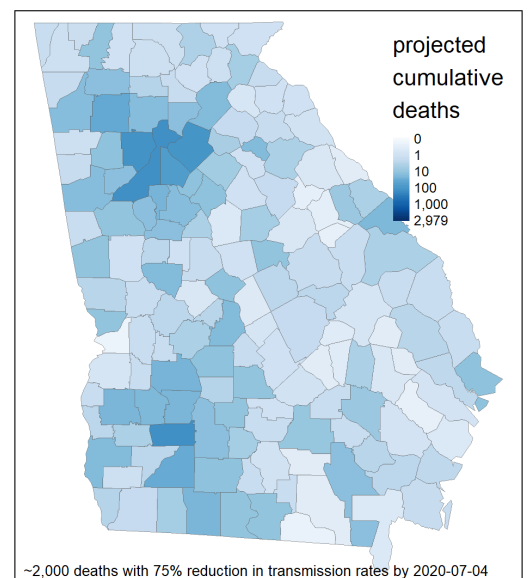 projected
cumulative
deaths
0
1
10
100
1,000
2,979
~2,000 deaths with 75% reduction in transmission rates by 2020-07-04